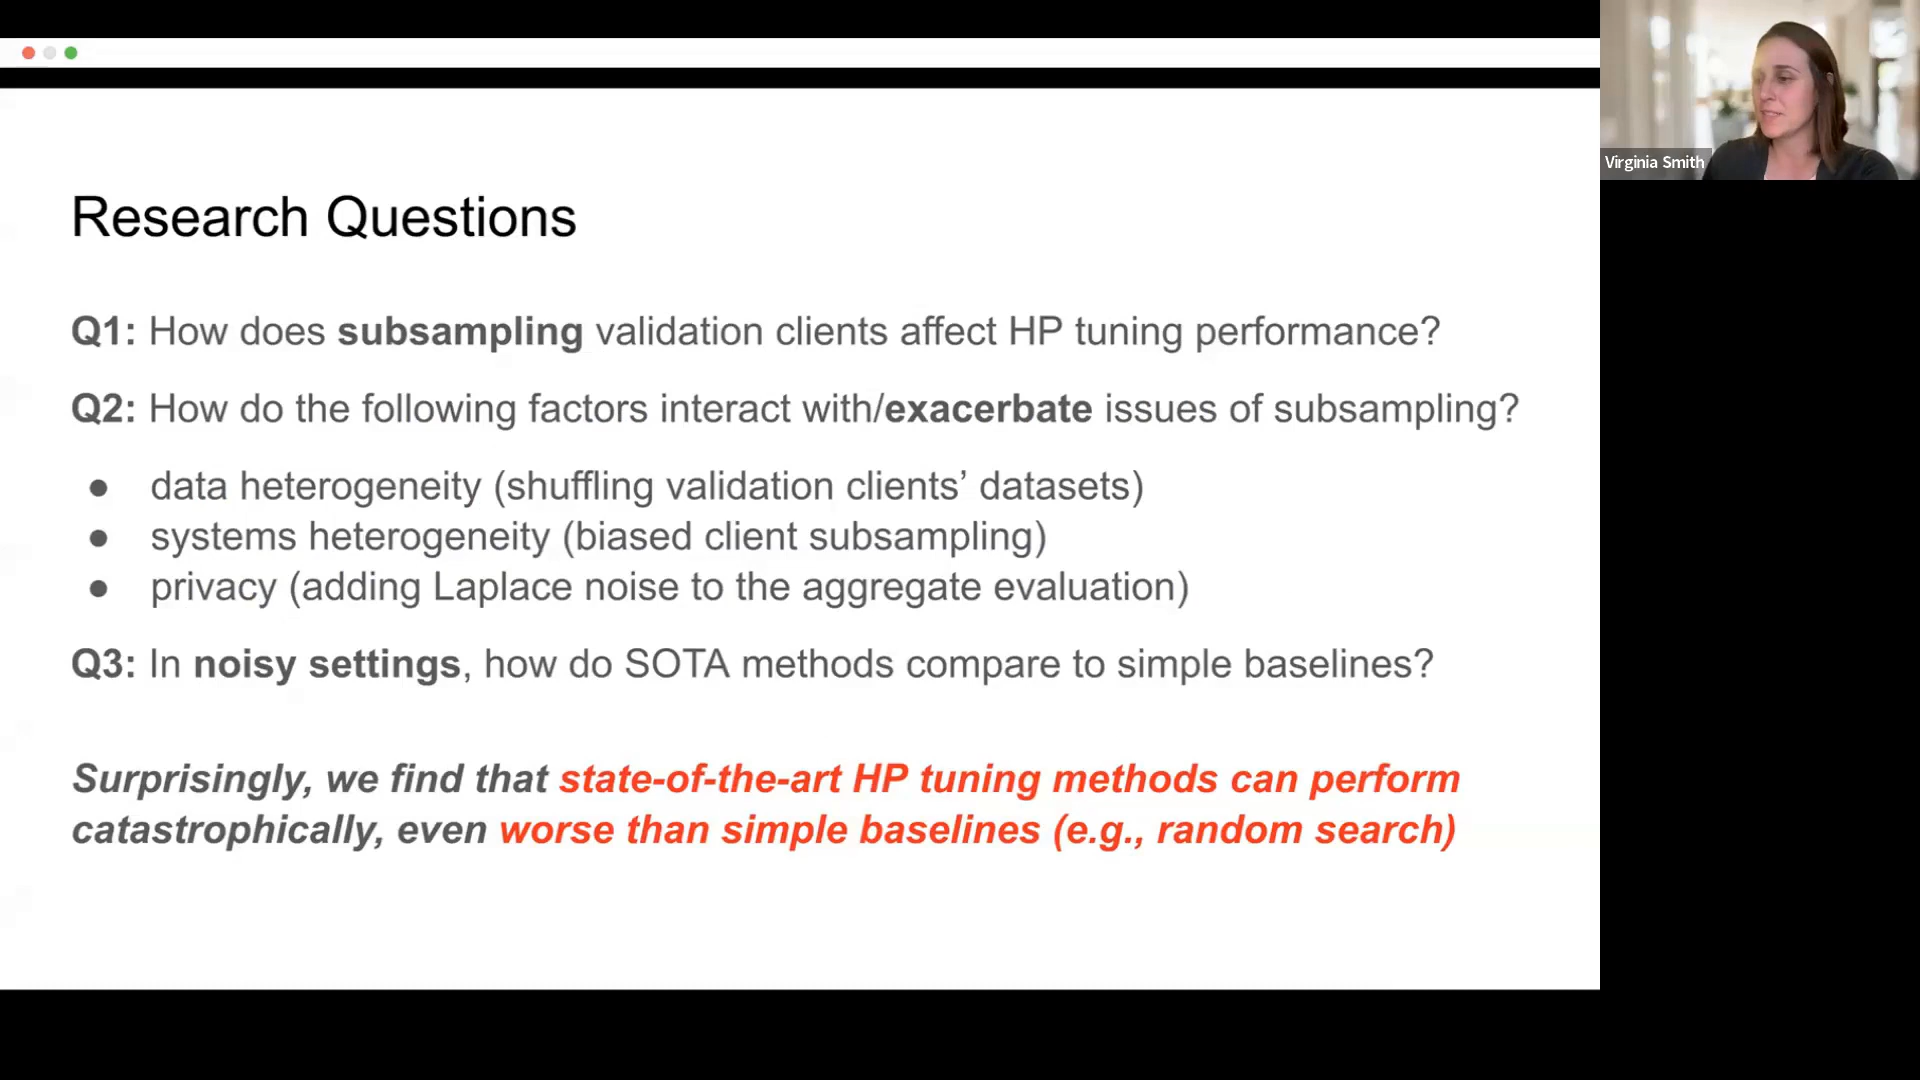 Virginia Smith
Research Questions
Q1: How does subsampling validation clients affect HP tuning performance?
Q2: How do the following factors interact with/exacerbate issues of subsampling?
● data heterogeneity (shuffling validation clients’ datasets)
● systems heterogeneity (biased client subsampling)
● privacy (adding Laplace noise to the aggregate evaluation)
Q3: In noisy settings, how do SOTA methods compare to simple baselines?
Surprisingly, we find that state-of-the-art HP tuning methods can perform
catastrophically, even worse than simple baselines (e.g., random search)